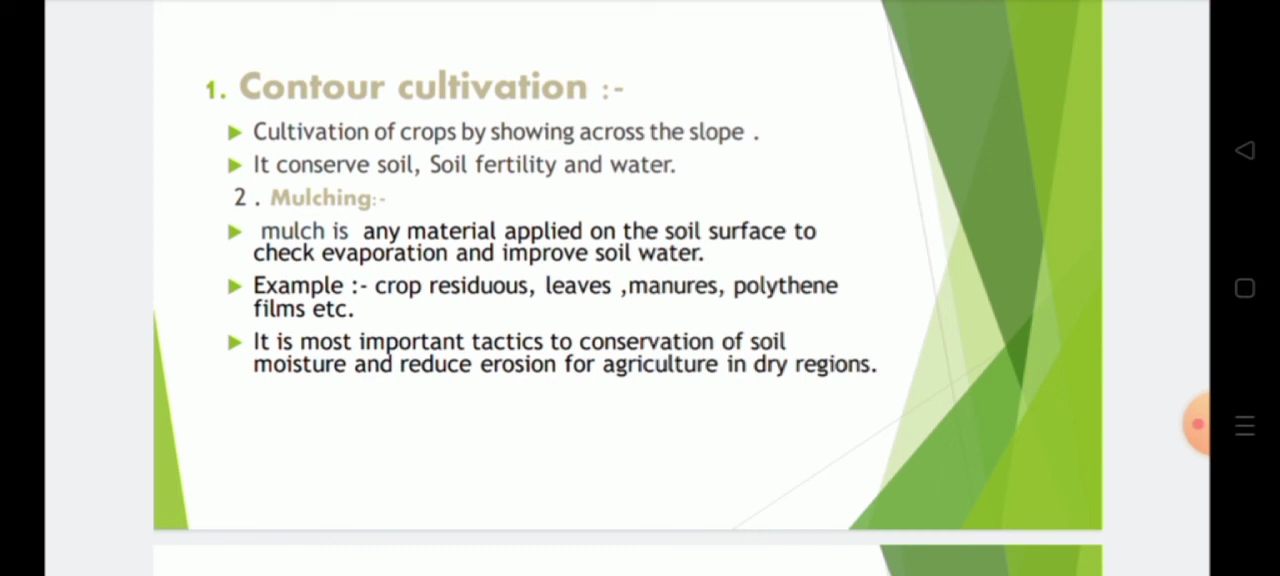 1. Contour cultivation :-
Cultivation of crops by showing across the slope .
It conserve soil, Soil fertility and water.
2 . Mulching:-
mulch is any material applied on the soil surface to
check evaporation and improve soil water.
Example :- crop residuous, leaves ,manures, polythene
films etc.
It is most important tactics to conservation of soil
moisture and reduce erosion for agriculture in dry regions.